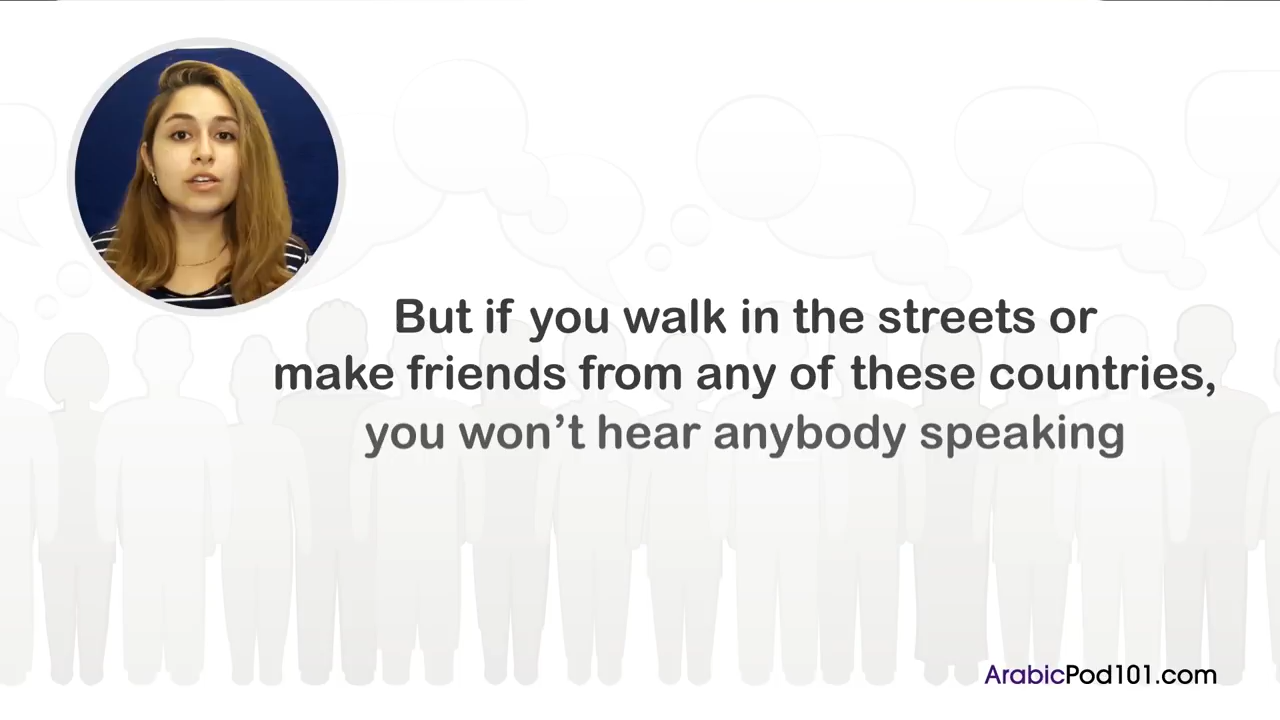 But if you walk in the streets or
make friends from any of these countries,
you won’t hear anybody speaking
ArabicPod101.com